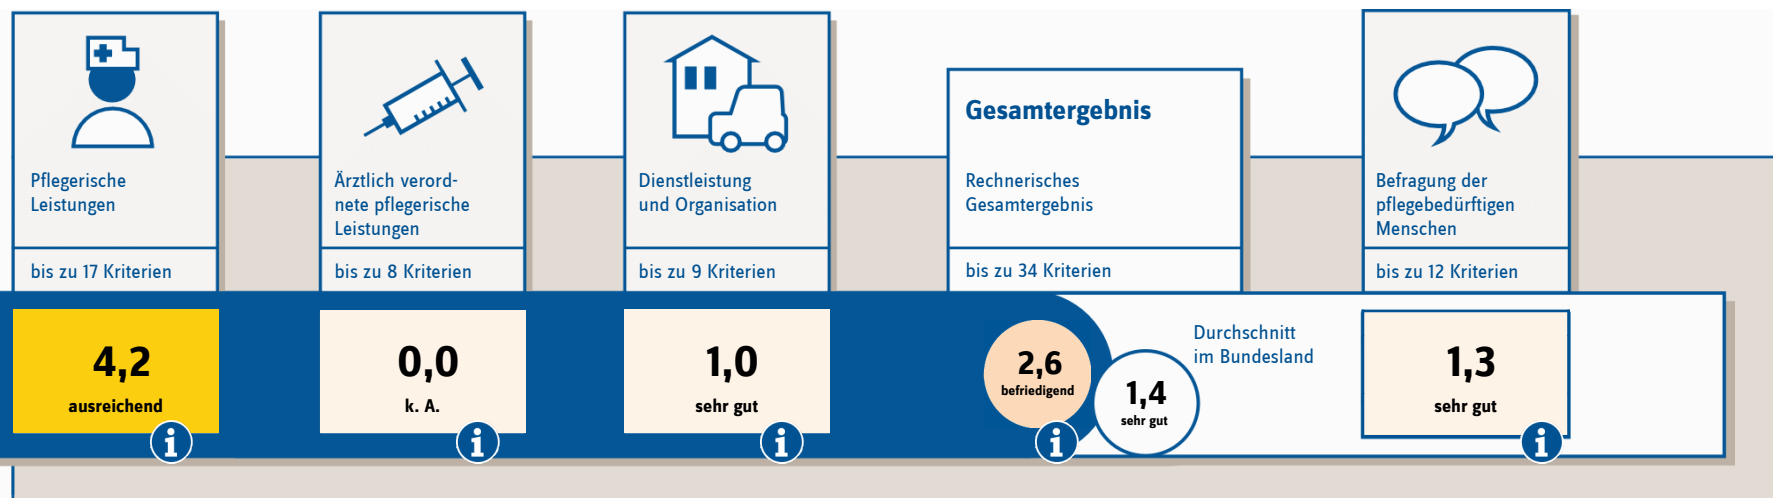 Pflegerische
Leistungen
bis zu 17 Kriterien
4,2
ausreichend
i
Ärztlich verord-
nete pflegerische
Leistungen
bis zu 8 Kriterien
0,0
k. A.
i
Dienstleistung
und Organisation
bis zu 9 Kriterien
1,0
sehr gut
i
Gesamtergebnis
Rechnerisches
Gesamtergebnis
bis zu 34 Kriterien
2,6
befriedigend
i
Durchschnitt
im Bundesland
1,4
sehr gut
Befragung der
pflegebedürftigen
Menschen
bis zu 12 Kriterien
1,3
sehr gut
i